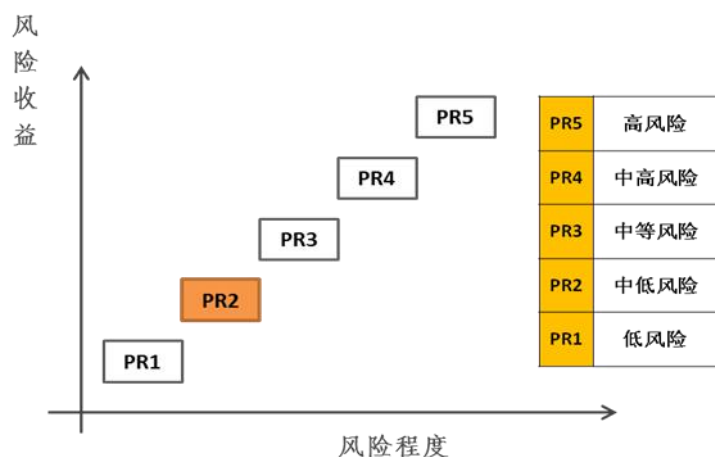 风
险
收
益
PR5
PR4
PR3
PR2
PR1
风险程度
PR5 高风险
PR4 中高风险
PR3 中等风险
PR2 中低风险
PR1 低风险